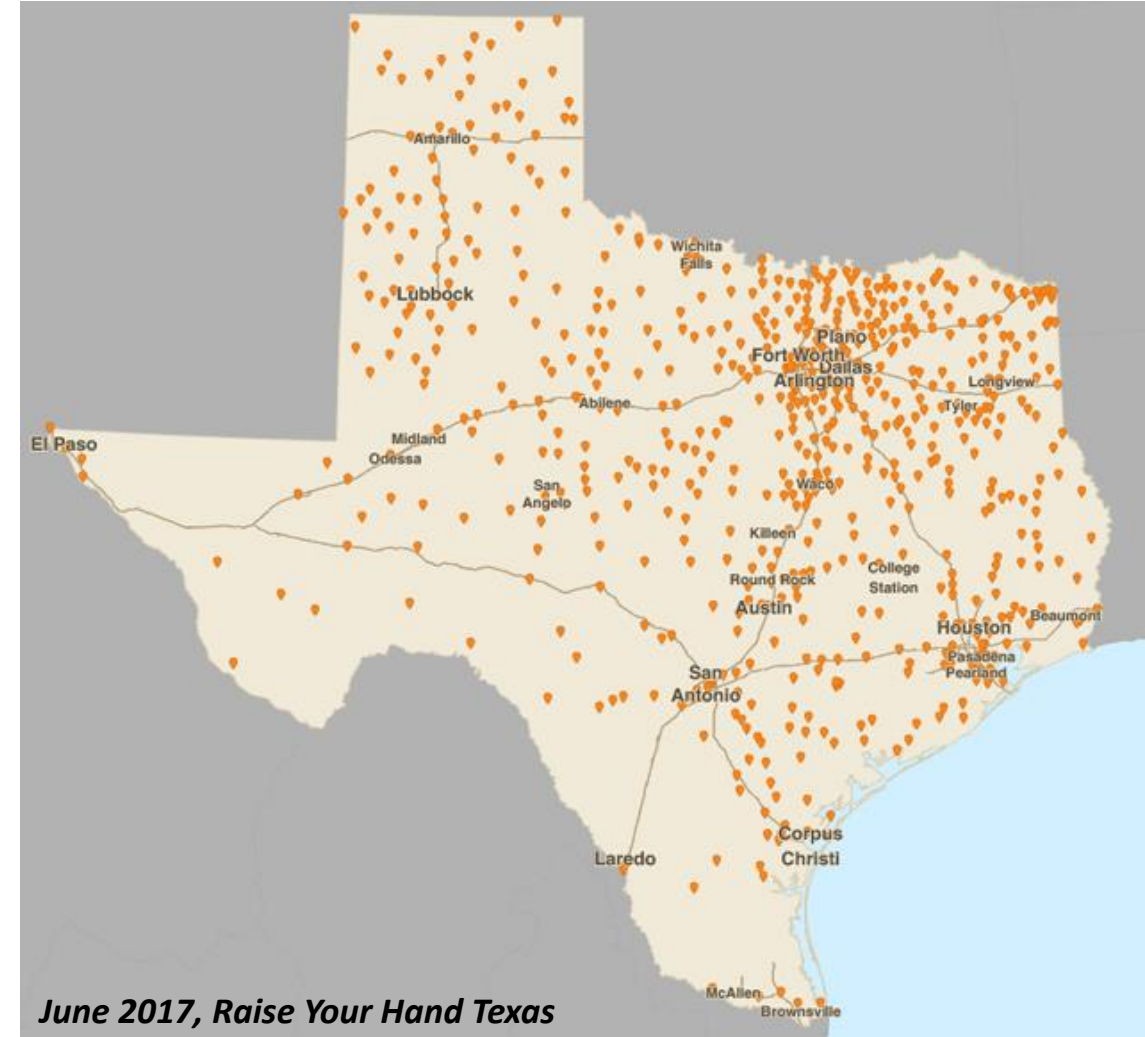 Amarillo
Wichita
Falls
Lubbock
Plano
Fort Worth
Dallas
Arlington
Longview
Abilene
Tyler
Midland
El Paso
Odessa
San
Angelo
Waco
Killeen
College
Station
Round Rock
Austin
Beaumont
Houston
Pasadena
Pearland
San
Antonio
Corpus
Christi
Laredo
McAllen
Brownsville
June 2017, Raise Your Hand Texas